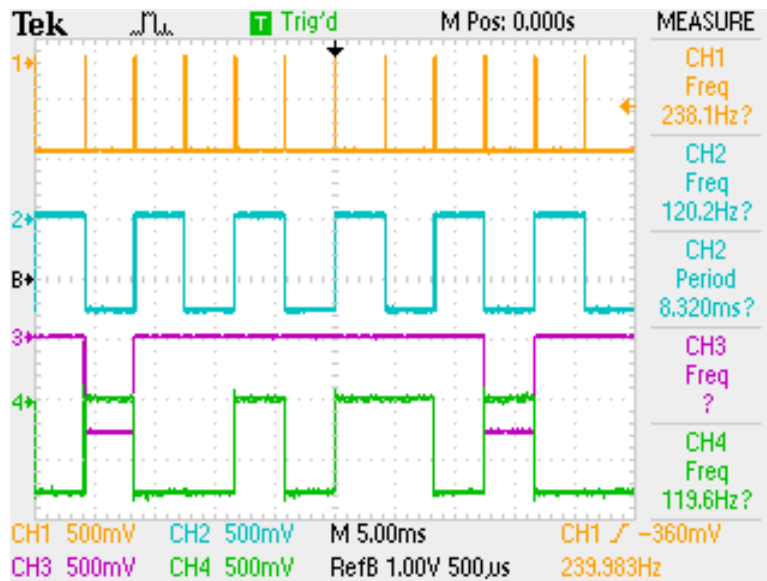 Tek T Trig'd M Pos: 0.000s MEASURE
1
CH1
Freq
238.1Hz?
CH2
Freq
120.2Hz?
2
CH2
Period
8.320ms?
B
3
CH3
Freq
?
4
CH4
Freq
119.6Hz?
CH1 500mV CH2 500mV M 5.00ms CH1 ∫ -360mV
CH3 500mV CH4 500mV RefB 1.00V 500µs 239.983Hz